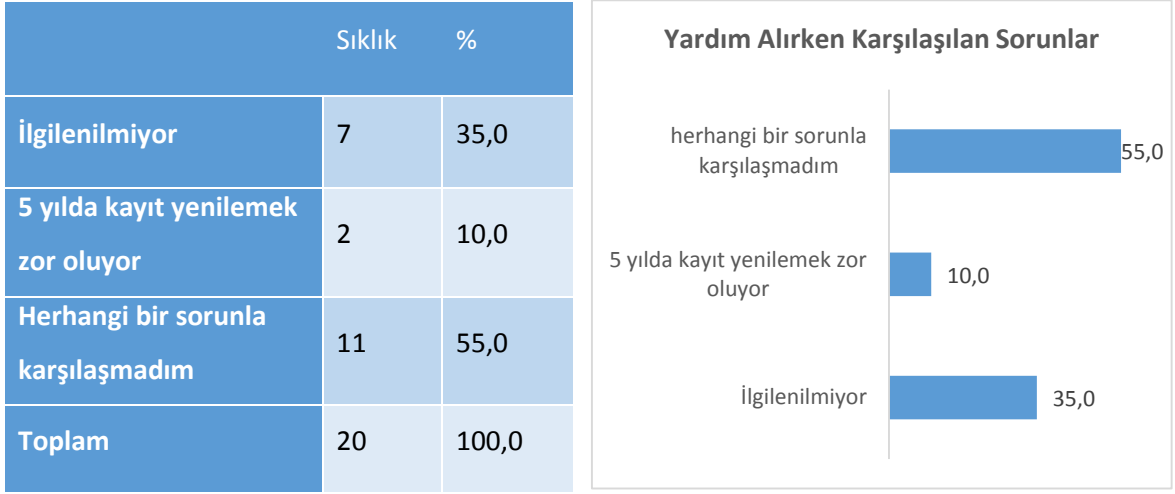 Sıklık %
İlgilenilmiyor 7 35,0
5 yılda kayıt yenilemek
zor oluyor 2 10,0
Herhangi bir sorunla
karşılaşmadım 11 55,0
Toplam 20 100,0
Yardım Alırken Karşılaşılan Sorunlar
herhangi bir sorunla
karşılaşmadım
55,0
5 yılda kayıt yenilemek zor
oluyor
10,0
İlgilenilmiyor
35,0